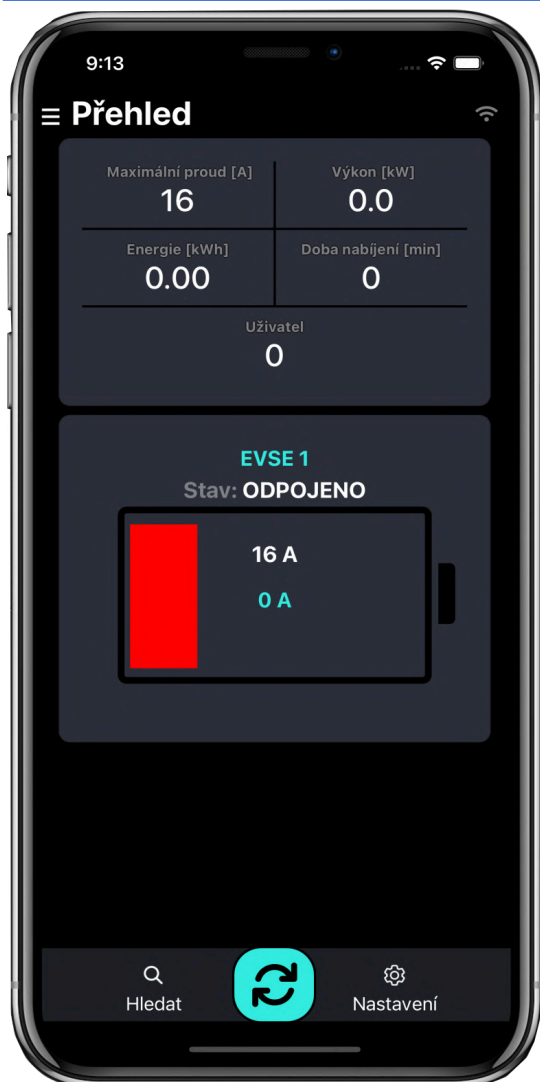 9:13
Přehled
Maximální proud [A] Výkon [kW]
16 0.0
Energie [kWh] Doba nabíjení [min]
0.00 0
Uživatel
0
EVSE 1
Stav: ODPOJENO
16 A
0 A
Hledat Nastavení